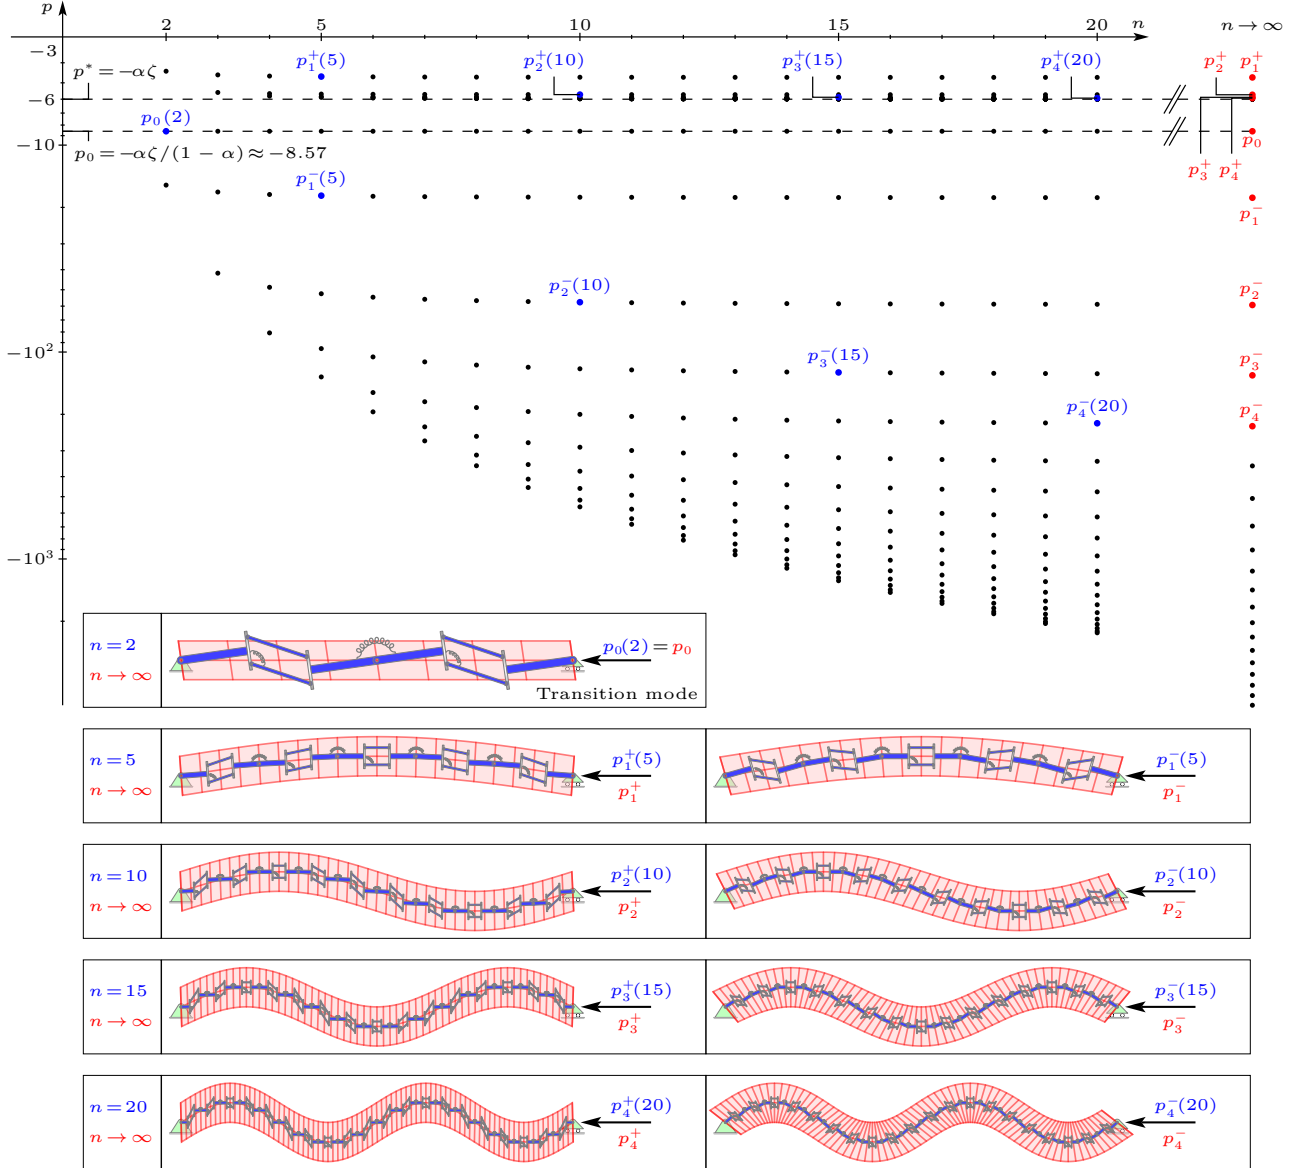 p
2 5 10 15 20 n n → ∞
−3
p* = −αζ
p₁⁺(5) p₂⁺(10) p₃⁺(15) p₄⁺(20) p₂⁺ p₁⁺
−6
p₀(2)
−10
p₀ = −αζ/(1 − α) ≈ −8.57
p₀
p₃⁺ p₄⁺
p₁⁻(5)
p₁⁻
p₂⁻(10) p₂⁻
−10²
p₃⁻(15) p₃⁻
p₄⁻(20) p₄⁻
−10³
n = 2
n → ∞
p₀(2) = p₀
Transition mode
n = 5
n → ∞
p₁⁺(5)
p₁⁺
p₁⁻(5)
p₁⁻
n = 10
n → ∞
p₂⁺(10)
p₂⁺
p₂⁻(10)
p₂⁻
n = 15
n → ∞
p₃⁺(15)
p₃⁺
p₃⁻(15)
p₃⁻
n = 20
n → ∞
p₄⁺(20)
p₄⁺
p₄⁻(20)
p₄⁻